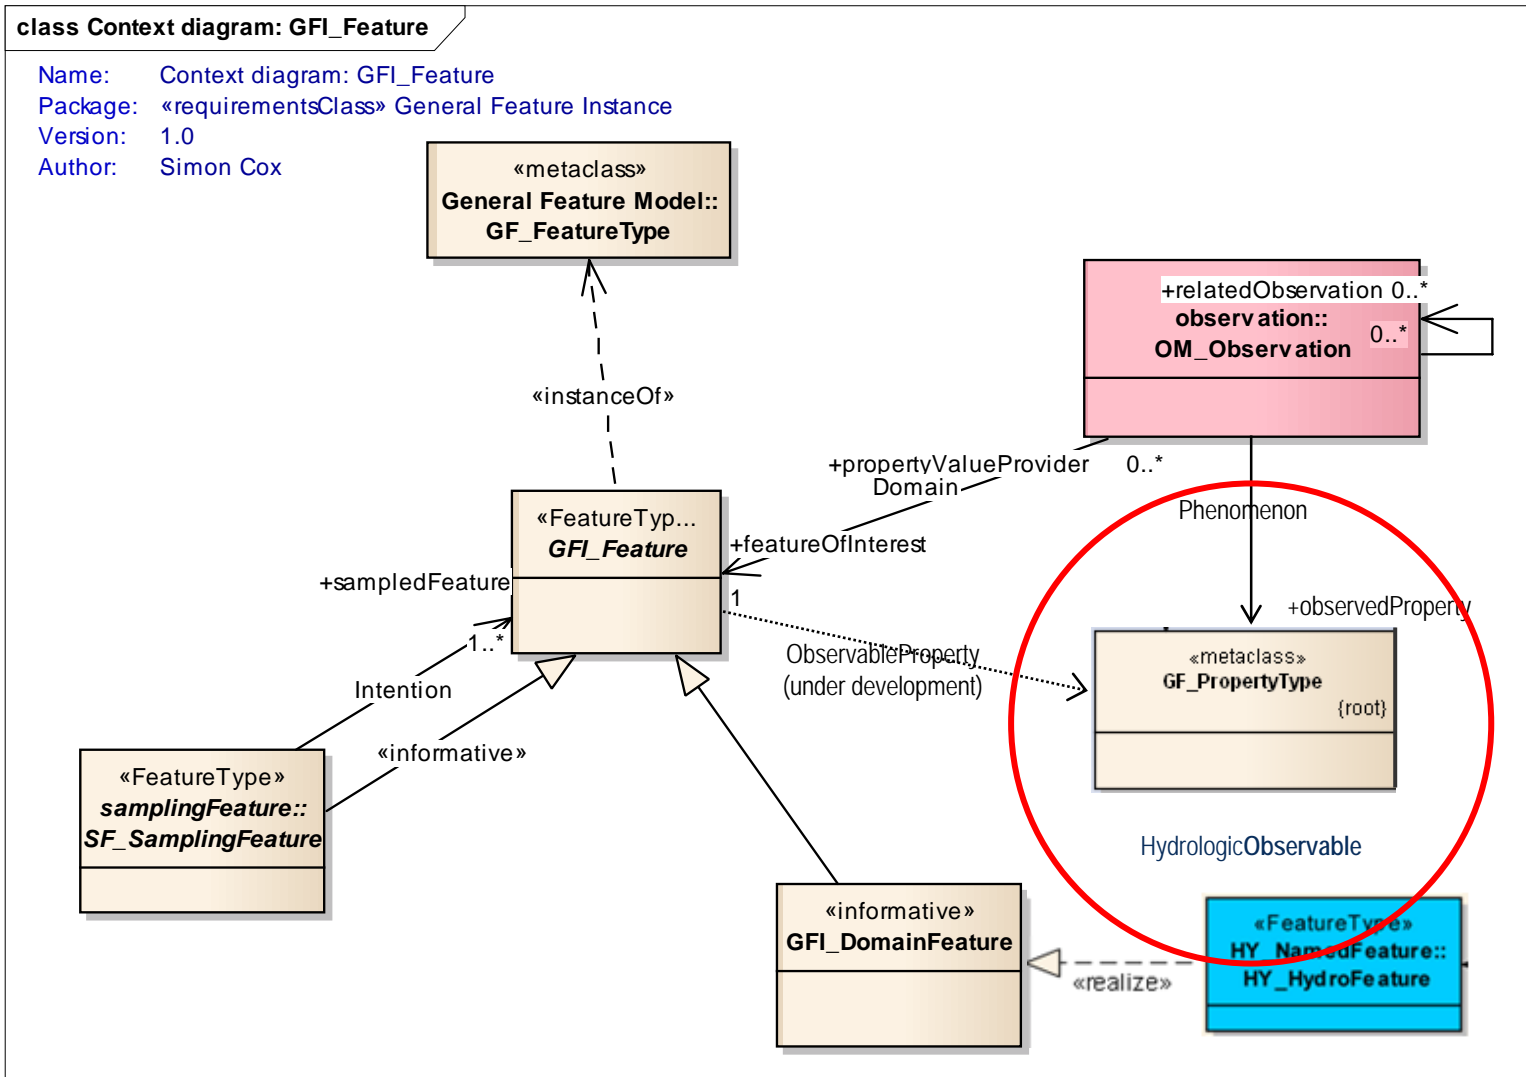 class Context diagram: GFI_Feature
Name: Context diagram: GFI_Feature
Package: «requirementsClass» General Feature Instance
Version: 1.0
Author: Simon Cox
«metaclass»
General Feature Model::
GF_FeatureType
+relatedObservation 0..*
observation::
OM_Observation
0..*
«instanceOf»
+propertyValueProvider
0..*
Domain
«FeatureTyp...
GFI_Feature
+featureOfInterest
1
Phenomenon
+sampledFeature
1..*
+observedProperty
ObservableProperty
(under development)
«metaclass»
GF_PropertyType
{root}
Intention
«informative»
«FeatureType»
samplingFeature::
SF_SamplingFeature
HydrologicObservable
«informative»
GFI_DomainFeature
«realize»
«FeatureType»
HY_NamedFeature::
HY_HydroFeature